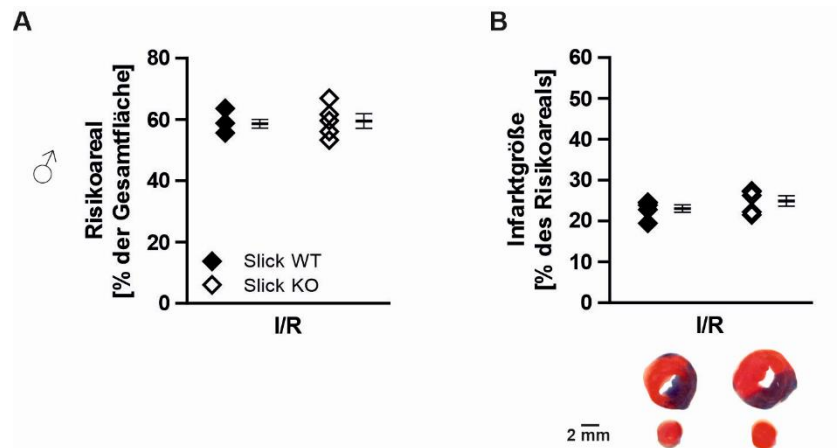 A
80
60
40
20
0
Risikoareal
[% der Gesamtfläche]
Slick WT
Slick KO
I/R
B
60
50
40
30
20
10
0
Infarktgröße
[% des Risikoareals]
I/R
2 mm